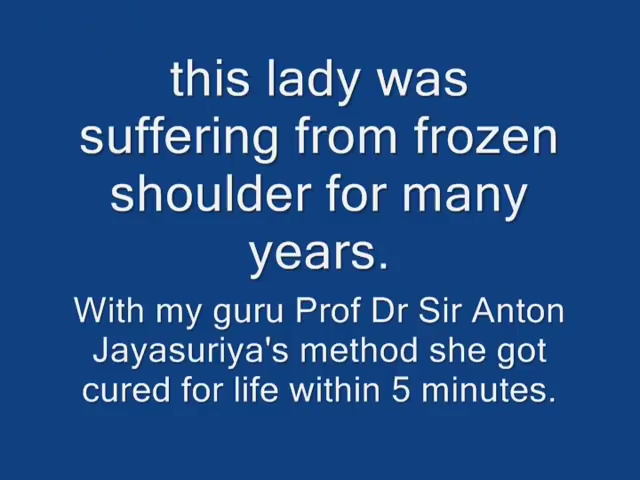 this lady was
suffering from frozen
shoulder for many
years.
With my guru Prof Dr Sir Anton
Jayasuriya's method she got
cured for life within 5 minutes.